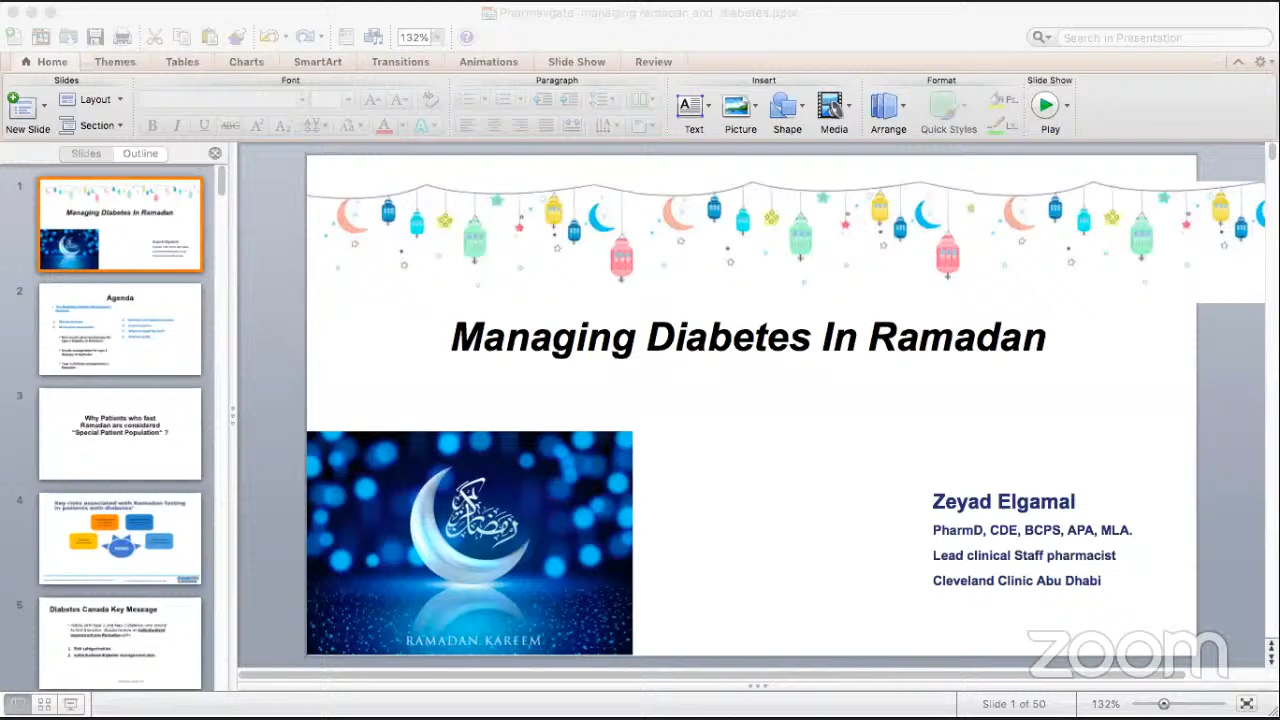 Pharmavgate managing ramadan and diabetes.pptx
132%
Search in Presentation
Home
Themes
Tables
Charts
SmartArt
Transitions
Animations
Slide Show
Review
Slides
Font
Paragraph
Insert
Format
Slide Show
New Slide
Layout
Section
Text
Picture
Shape
Media
Arrange
Quick Styles
Play
Slides
Outline
1
Managing Diabetes In Ramadan
Zeyad Elgamal
2
Agenda
3
Why Patients who fast
Ramadan are considered
"Special Patient Population" ?
4
Key risks associated with Ramadan fasting
in patients with diabetes
5
Diabetes Canada Key Message
Managing Diabetes In Ramadan
رمضان كريم
RAMADAN KAREEM
Zeyad Elgamal
PharmD, CDE, BCPS, APA, MLA.
Lead clinical Staff pharmacist
Cleveland Clinic Abu Dhabi
zoom
Slide 1 of 50
132%